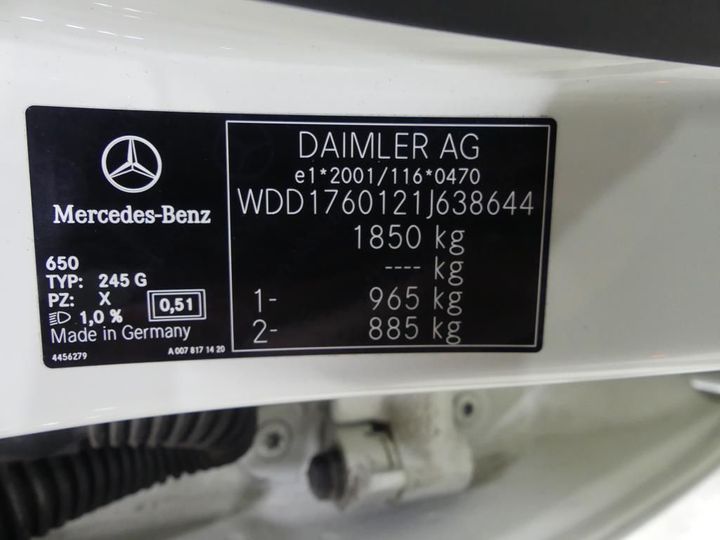 Mercedes-Benz
650
TYP: 245 G
PZ: X
1,0 %
0,51
Made in Germany
4456279
A 007 817 14 20
DAIMLER AG
e1*2001/116*0470
WDD1760121J638644
1850 kg
---- kg
1- 965 kg
2- 885 kg